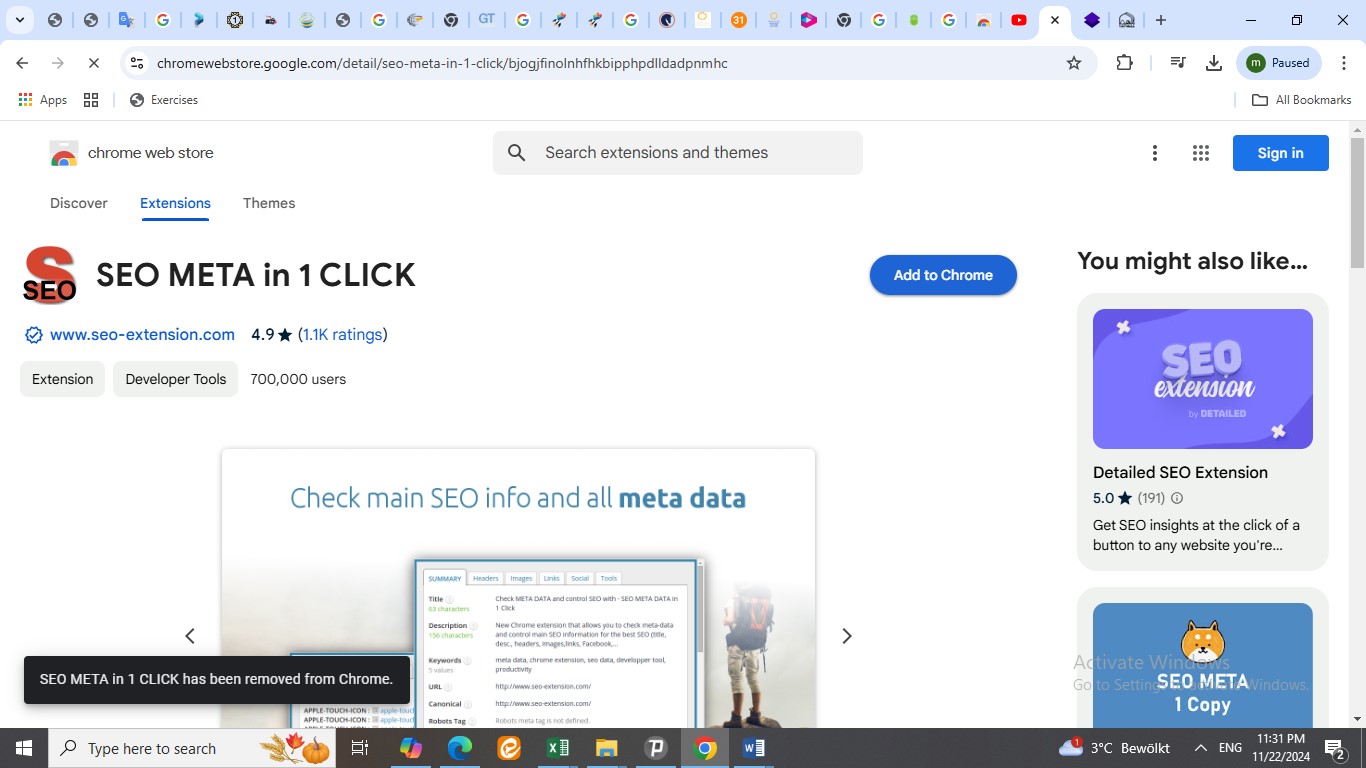 chromewebstore.google.com/detail/seo-meta-in-1-click/bjogjfinolnhfhkbipphpdlldadpnmhc
m Paused
Apps
Exercises
All Bookmarks
chrome web store
Search extensions and themes
Sign in
Discover
Extensions
Themes
S
SEO
SEO META in 1 CLICK
Add to Chrome
www.seo-extension.com 4.9 ★ (1.1K ratings)
Extension
Developer Tools
700,000 users
You might also like...
SEO
extension
by DETAILED
Detailed SEO Extension
5.0 ★ (191)
Get SEO insights at the click of a
button to any website you're...
SEO META
1 Copy
Check main SEO info and all meta data
SUMMARY Headers Images Links Social Tools
Title
63 characters
Check META DATA and control SEO with - SEO META DATA in
1 Click
Description
156 characters
New Chrome extension that allows you to check meta-data
and control main SEO information for the best SEO (title,
desc., headers, images,links, Facebook,...
Keywords
5 values
meta data, chrome extension, seo data, developper tool,
productivity
URL
http://www.seo-extension.com/
Canonical
http://www.seo-extension.com/
Robots Tag
Robots meta tag is not defined.
APPLE-TOUCH-ICON :
SEO META in 1 CLICK has been removed from Chrome.
Activate Windows
Go to Settings to activate Windows.
Type here to search
3°C Bewölkt
ENG
11:31 PM
11/22/2024
2